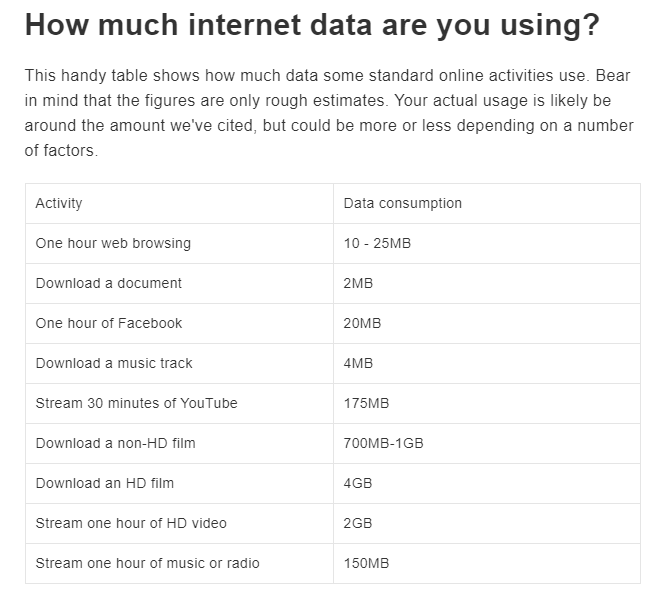 How much internet data are you using?
This handy table shows how much data some standard online activities use. Bear
in mind that the figures are only rough estimates. Your actual usage is likely be
around the amount we've cited, but could be more or less depending on a number
of factors.
Activity Data consumption
One hour web browsing 10 - 25MB
Download a document 2MB
One hour of Facebook 20MB
Download a music track 4MB
Stream 30 minutes of YouTube 175MB
Download a non-HD film 700MB-1GB
Download an HD film 4GB
Stream one hour of HD video 2GB
Stream one hour of music or radio 150MB